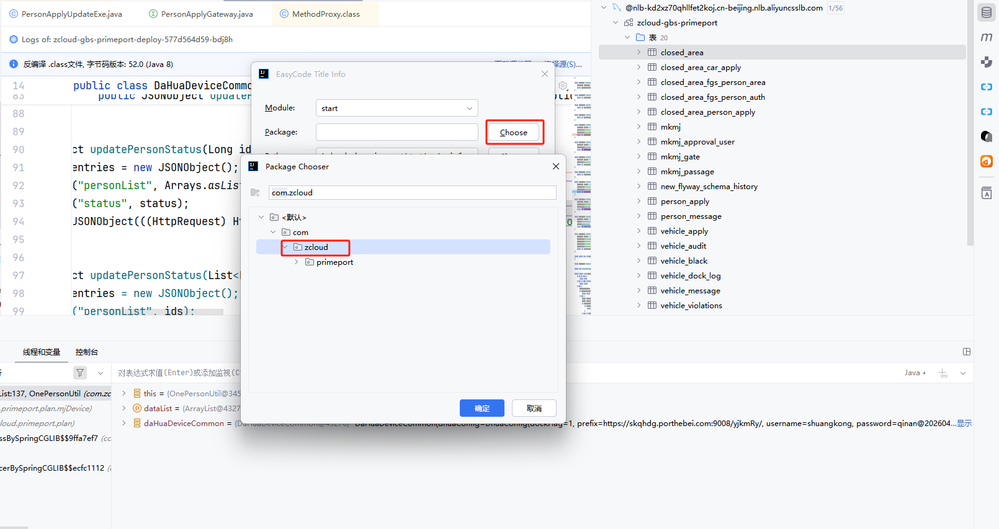 PersonApplyUpdateExe.java
PersonApplyGateway.java
MethodProxy.class
Logs of: zcloud-gbs-primeport-deploy-577d564d59-bdj8h
反编译 .class文件, 字节码版本: 52.0 (Java 8)
选择源(S)...
14 public class DaHuaDeviceCommo
83 public JSONObject updateP
88
89
90 ct updatePersonStatus(Long id
91 entries = new JSONObject();
92 ("personList", Arrays.asLis
93 ("status", status);
94 JSONObject(((HttpRequest) Ht
95
96
97 ct updatePersonStatus(List<
98 entries = new JSONObject();
99 ("personList", ids);
EasyCode Title Info
Module:
start
Package:
Choose
Package Chooser
com.zcloud
<默认>
com
zcloud
primeport
确定
取消
@nlb-kd2xz70qhllfet2koj.cn-beijing.nlb.aliyuncsslb.com 1/56
zcloud-gbs-primeport
表 20
closed_area
closed_area_car_apply
closed_area_fgs_person_area
closed_area_fgs_person_auth
closed_area_person_apply
mkmj
mkmj_approval_user
mkmj_gate
mkmj_passage
new_flyway_schema_history
person_apply
person_message
vehicle_apply
vehicle_audit
vehicle_black
vehicle_dock_log
vehicle_message
vehicle_violations
线程和变量
控制台
对表达式求值(Enter)或添加监视(C
Java
List:137, OnePersonUtil (com.zc
.primeport.plan.mjDevice)
loud.primeport.plan)
ssBySpringCGLIB$$9ffa7ef7 (co
cerBySpringCGLIB$$ecfc1112
this = {OnePersonUtil@345
dataList = {ArrayList@4327
daHuaDeviceCommon = {DaHuaDeviceCommon@43278} "DaHuaDeviceCommon(dhuaConfig=DhuaConfig(dockFlag=1, prefix=https://skqhdg.porthebei.com:9008/yjkmRy/, username=shuangkong, password=qinan@202604...显示